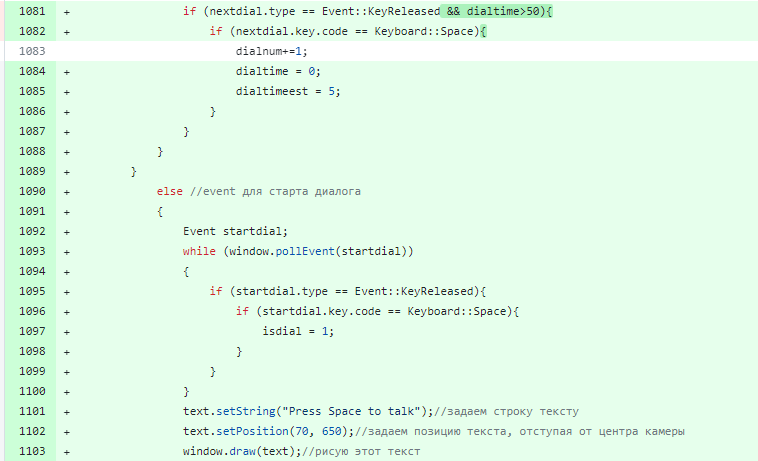 1081 + if (nextdial.type == Event::KeyReleased && dialtime>50){
1082 + if (nextdial.key.code == Keyboard::Space){
1083 dialnum+=1;
1084 + dialtime = 0;
1085 + dialtimeest = 5;
1086 + }
1087 + }
1088 + }
1089 + }
1090 + else //event для старта диалога
1091 + {
1092 + Event startdial;
1093 + while (window.pollEvent(startdial))
1094 + {
1095 + if (startdial.type == Event::KeyReleased){
1096 + if (startdial.key.code == Keyboard::Space){
1097 + isdial = 1;
1098 + }
1099 + }
1100 + }
1101 + text.setString("Press Space to talk");//задаем строку тексту
1102 + text.setPosition(70, 650);//задаем позицию текста, отступая от центра камеры
1103 + window.draw(text);//рисую этот текст